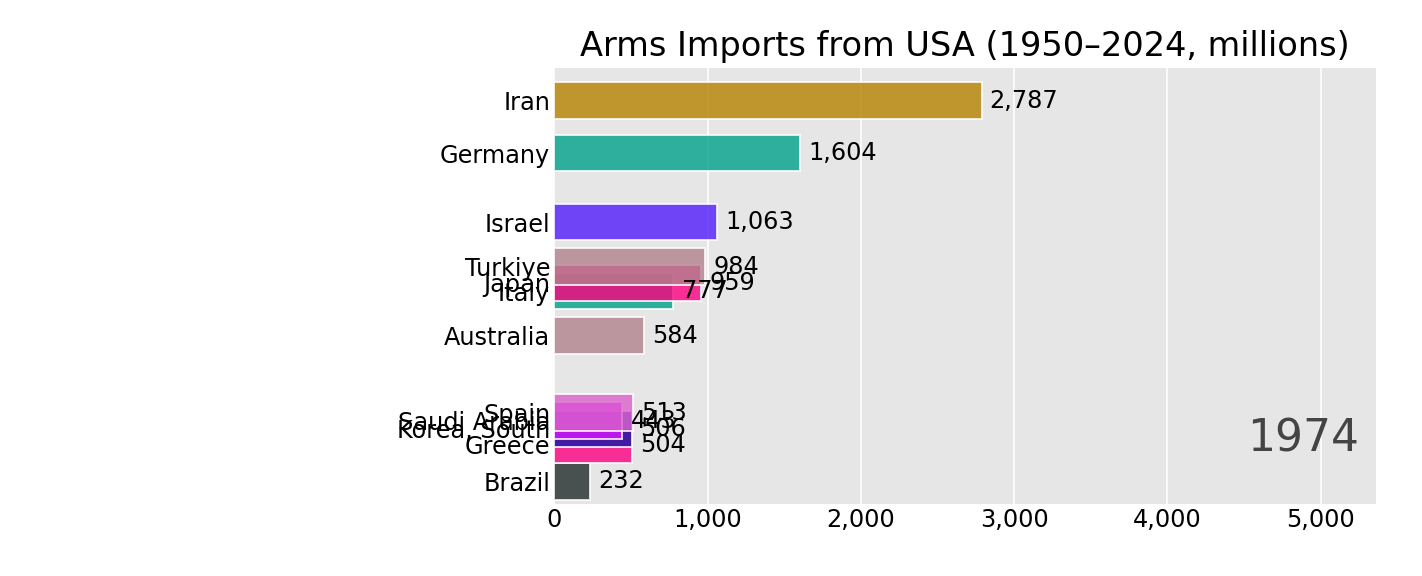 Arms Imports from USA (1950–2024, millions)
Iran 2,787
Germany 1,604
Israel 1,063
Turkiye 984
Japan 959
Italy 777
Australia 584
Spain 513
Saudi Arabia 443
Korea, South 506
Greece 504
Brazil 232
1974
0 1,000 2,000 3,000 4,000 5,000